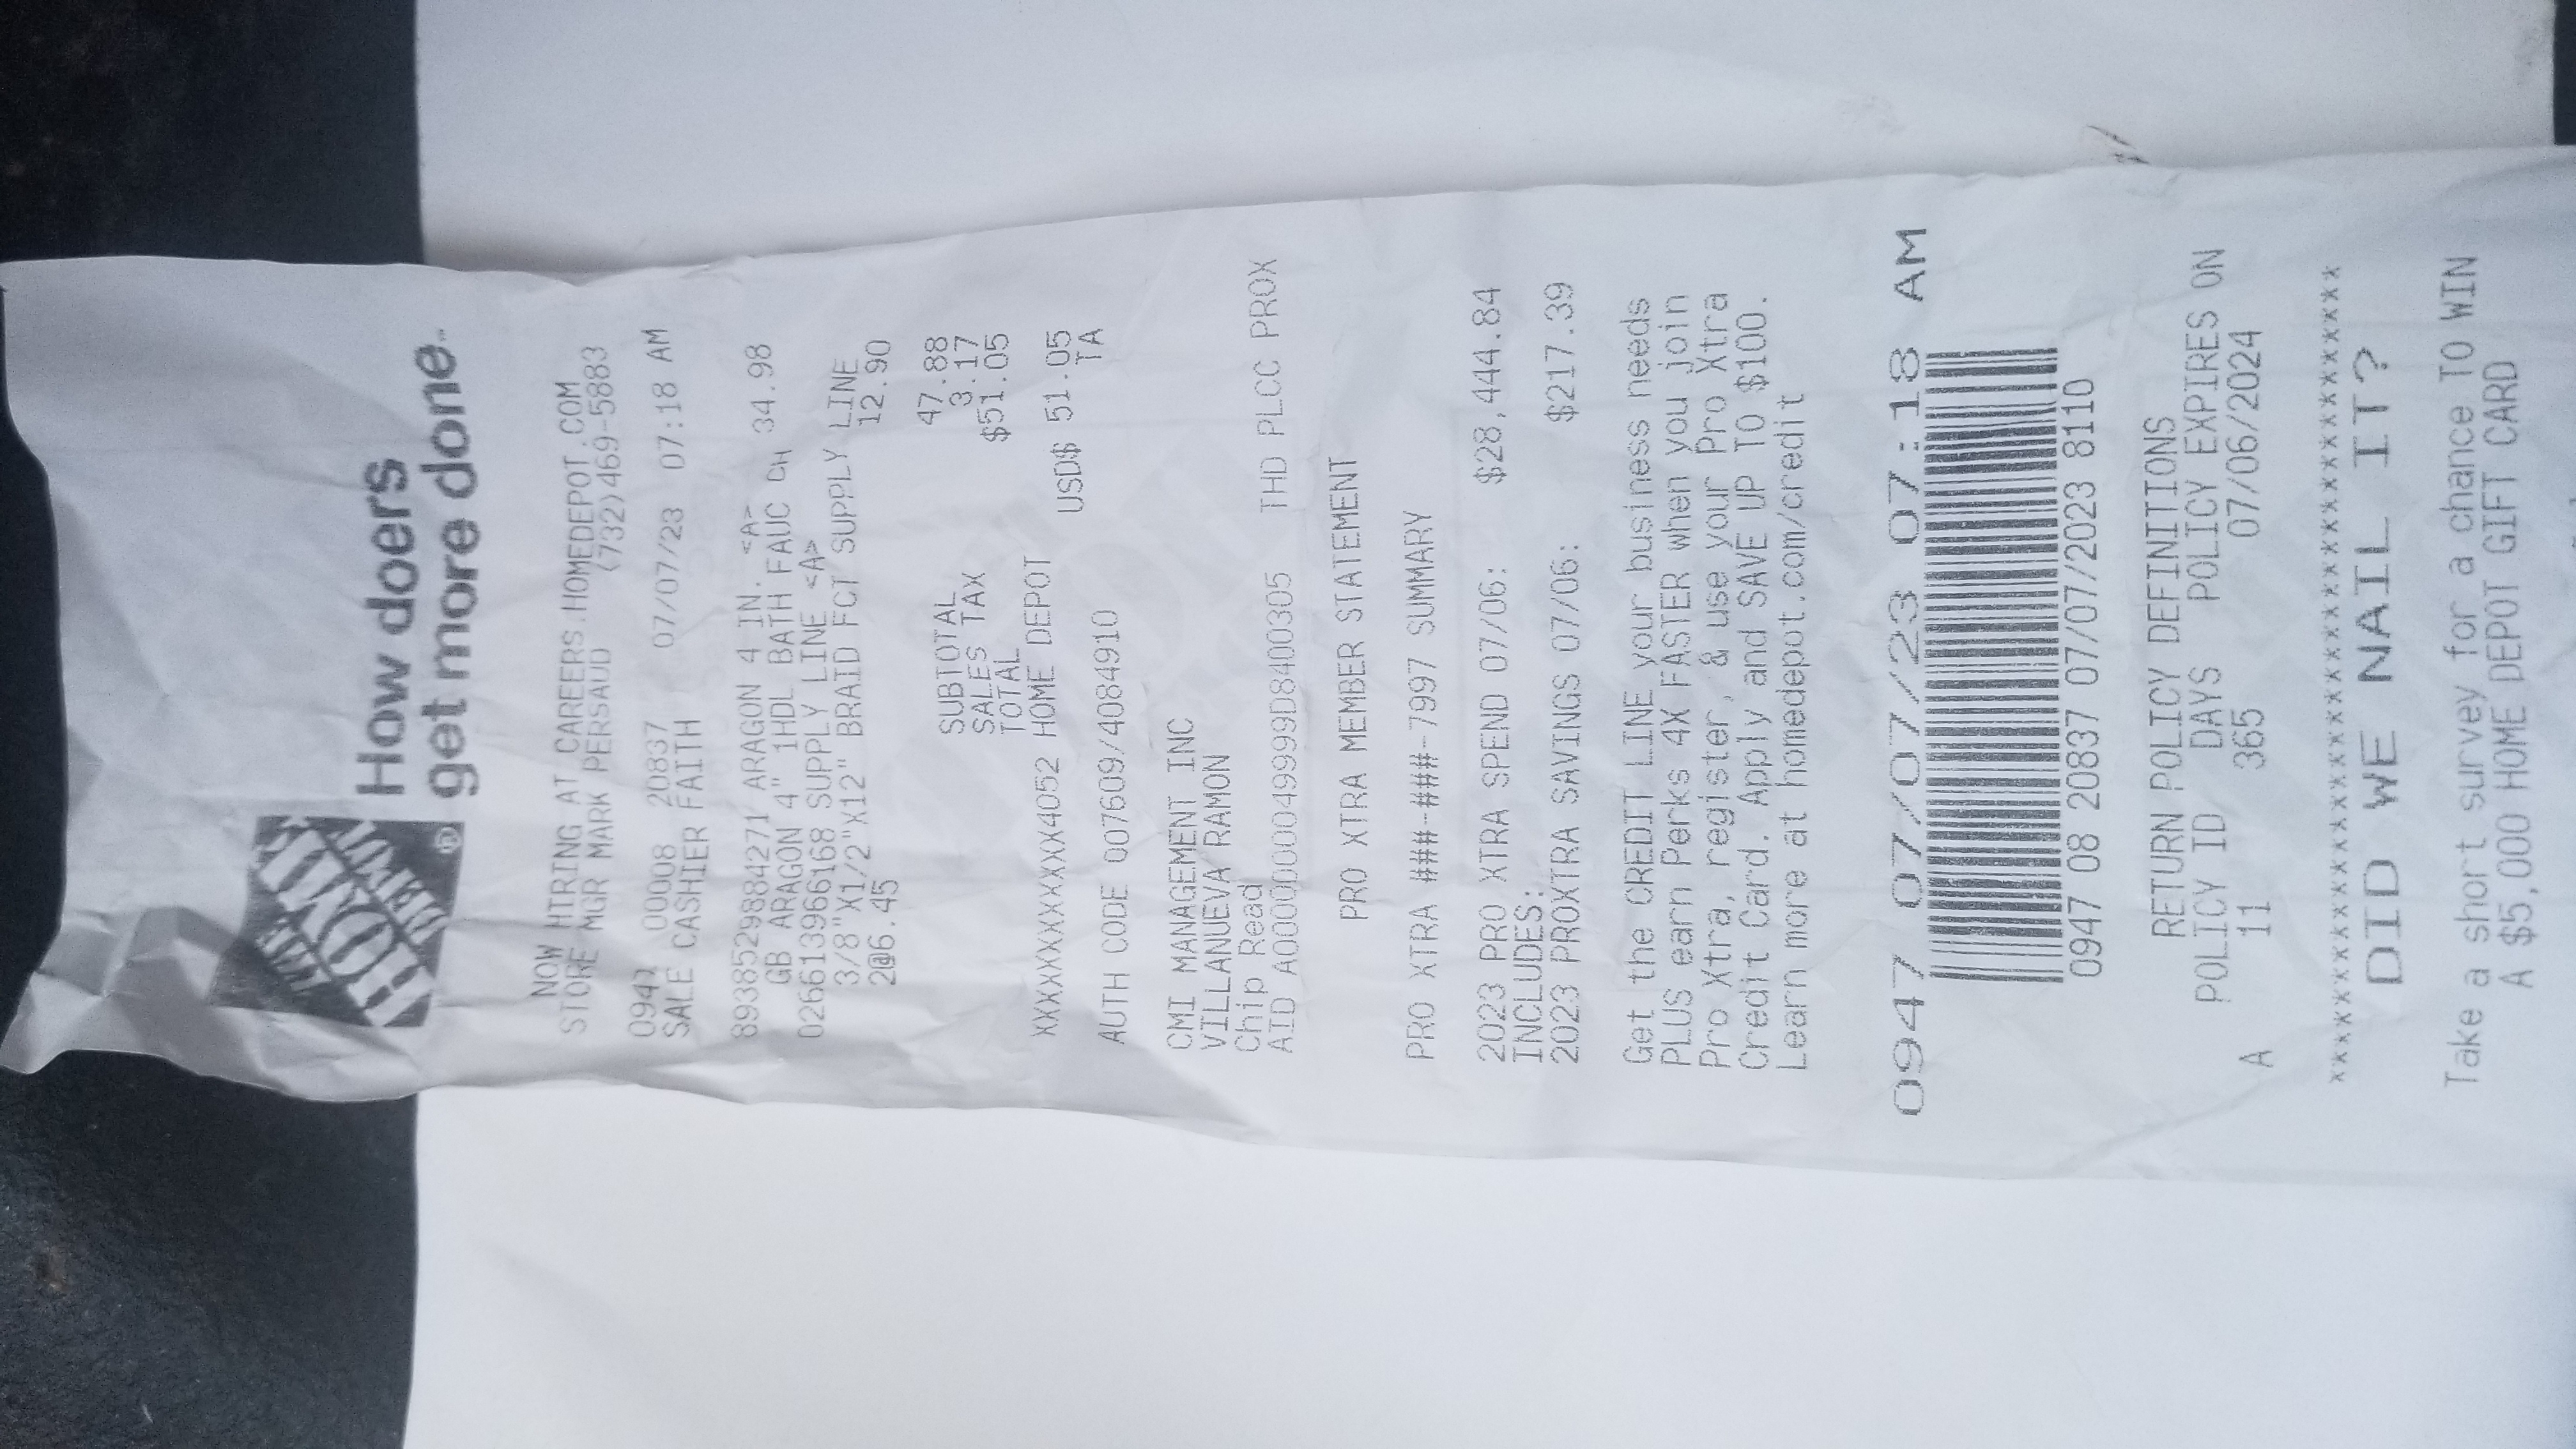 THE
HOME
DEPOT
®
How doers
get more done.™
NOW HIRING AT CAREERS.HOMEDEPOT.COM
STORE MGR MARK PERSAUD (732)469-5883
0947 00008 20837 07/07/23 07:18 AM
SALE CASHIER FAITH
893852988427 ARAGON 4 IN. <A>
GB ARAGON 4" 1HDL BATH FAUC CH 34.98
026613966168 SUPPLY LINE <A>
3/8"X1/2"X12" BRAID FCT SUPPLY LINE
2@6.45 12.90
SUBTOTAL 47.88
SALES TAX 3.17
TOTAL $51.05
XXXXXXXXXXXX4052 HOME DEPOT
USD$ 51.05
AUTH CODE 007609/4084910 TA
CMI MANAGEMENT INC
VILLANUEVA RAMON
Chip Read
AID A0000000049999D8400305 THD PLCC PROX
PRO XTRA MEMBER STATEMENT
PRO XTRA ###-###-7997 SUMMARY
2023 PRO XTRA SPEND 07/06: $28,444.84
INCLUDES:
2023 PROXTRA SAVINGS 07/06: $217.39
Get the CREDIT LINE your business needs
PLUS earn Perks 4X FASTER when you join
Pro Xtra, register, & use your Pro Xtra
Credit Card. Apply and SAVE UP TO $100.
Learn more at homedepot.com/credit
0947 07/07/23 07:18 AM
0947 08 20837 07/07/2023 8110
RETURN POLICY DEFINITIONS
POLICY ID DAYS POLICY EXPIRES ON
A 11 365 07/06/2024
DID WE NAIL IT?
Take a short survey for a chance TO WIN
A $5,000 HOME DEPOT GIFT CARD